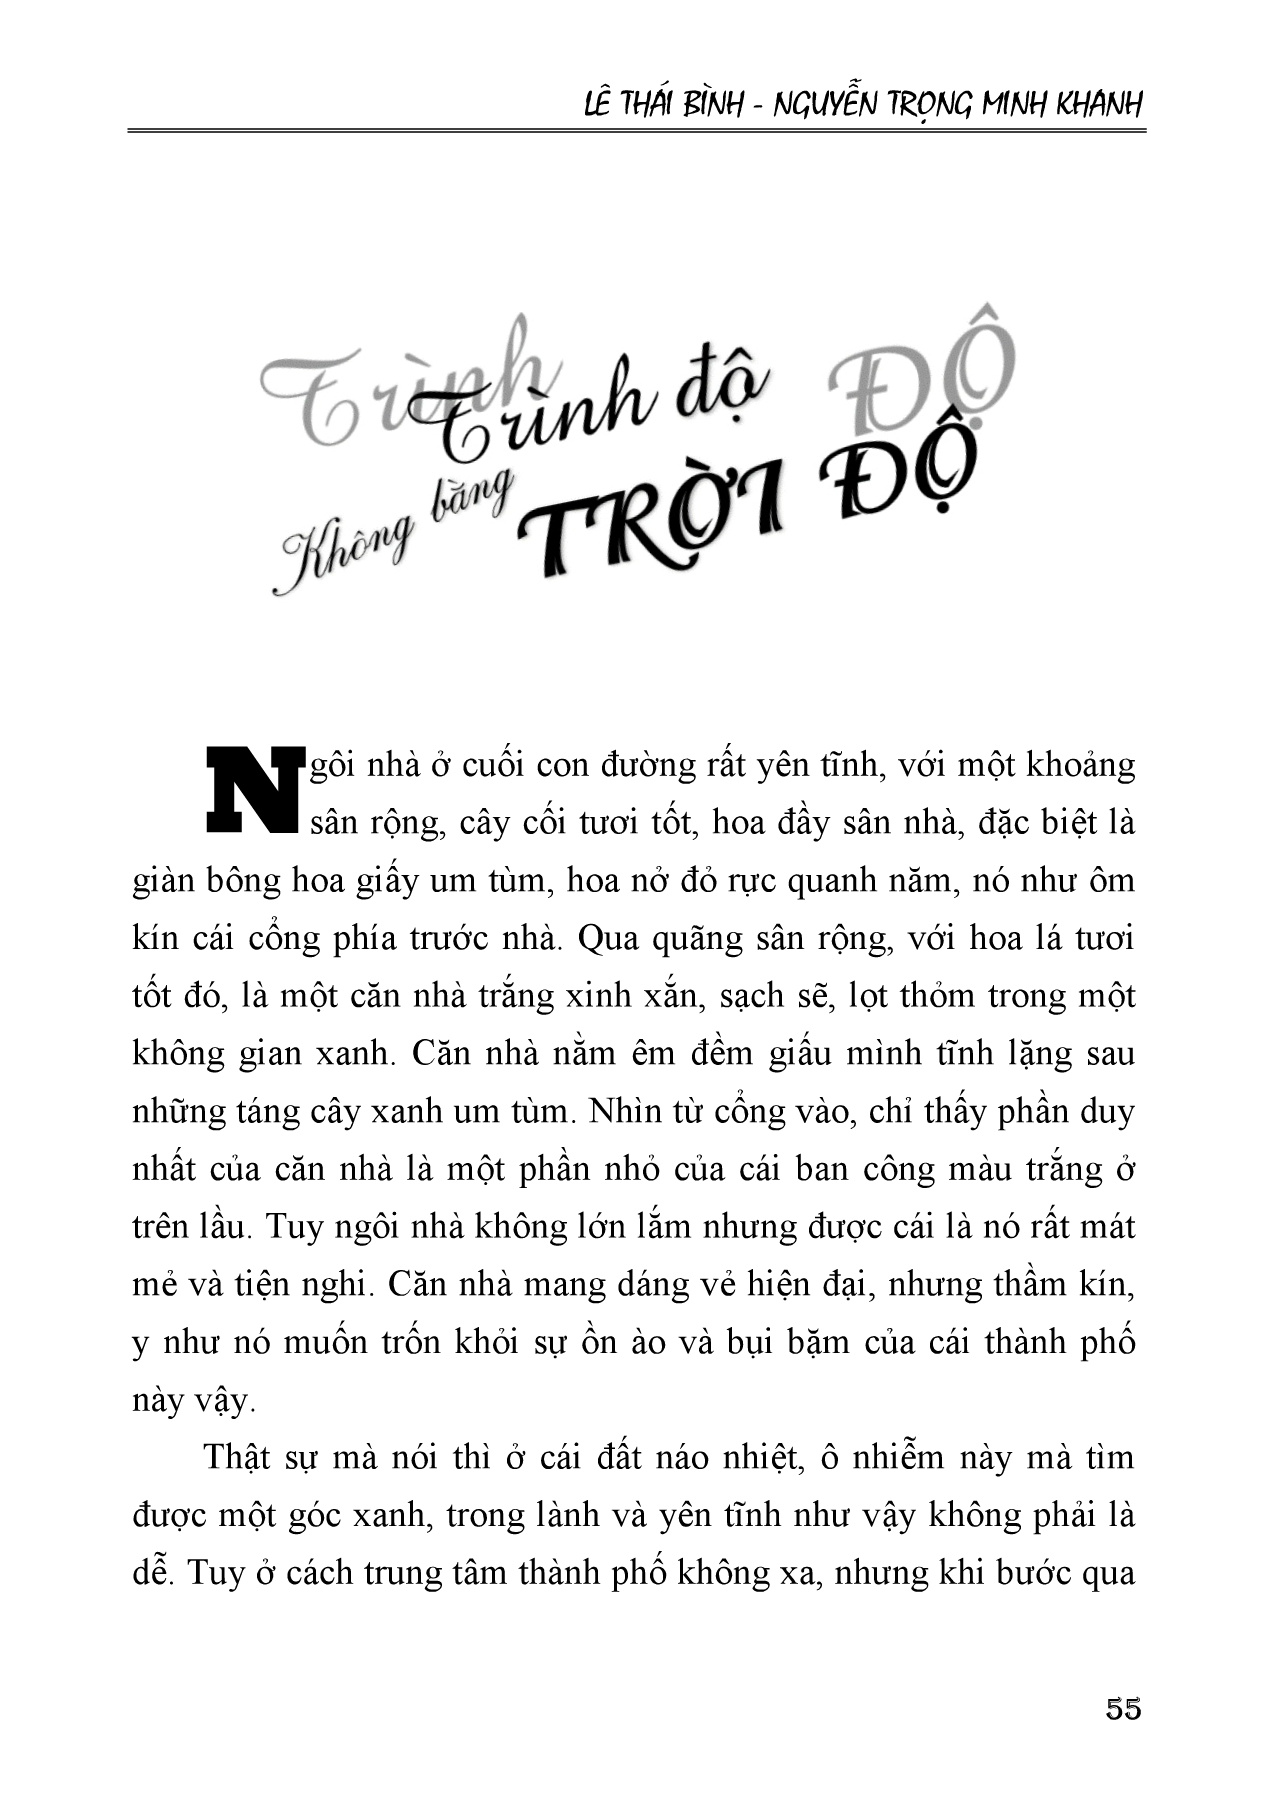 LÊ THÁI BÌNH - NGUYỄN TRỌNG MINH KHANH
Trình ĐỘ
Trình độ
Không bằng TRỜI ĐỘ
Ngôi nhà ở cuối con đường rất yên tĩnh, với một khoảng
sân rộng, cây cối tươi tốt, hoa đầy sân nhà, đặc biệt là
giàn bông hoa giấy um tùm, hoa nở đỏ rực quanh năm, nó như ôm
kín cái cổng phía trước nhà. Qua quãng sân rộng, với hoa lá tươi
tốt đó, là một căn nhà trắng xinh xắn, sạch sẽ, lọt thỏm trong một
không gian xanh. Căn nhà nằm êm đềm giấu mình tĩnh lặng sau
những táng cây xanh um tùm. Nhìn từ cổng vào, chỉ thấy phần duy
nhất của căn nhà là một phần nhỏ của cái ban công màu trắng ở
trên lầu. Tuy ngôi nhà không lớn lắm nhưng được cái là nó rất mát
mẻ và tiện nghi. Căn nhà mang dáng vẻ hiện đại, nhưng thầm kín,
y như nó muốn trốn khỏi sự ồn ào và bụi bặm của cái thành phố
này vậy.
Thật sự mà nói thì ở cái đất náo nhiệt, ô nhiễm này mà tìm
được một góc xanh, trong lành và yên tĩnh như vậy không phải là
dễ. Tuy ở cách trung tâm thành phố không xa, nhưng khi bước qua
55